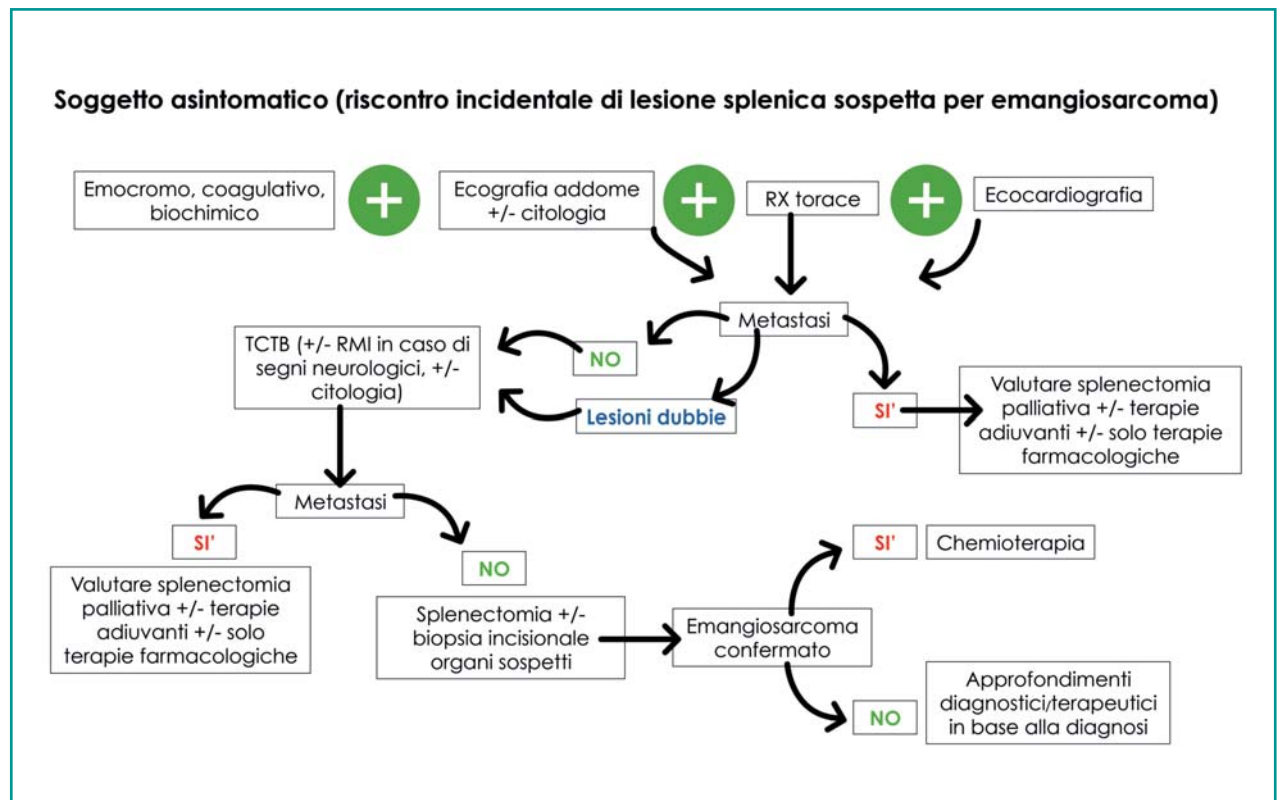 Soggetto asintomatico (riscontro incidentale di lesione splenica sospetta per emangiosarcoma)
Emocromo, coagulativo,
biochimico
+
Ecografia addome
+/- citologia
+
RX torace
+
Ecocardiografia
Metastasi
TCTB (+/- RMI in caso di
segni neurologici, +/-
citologia)
NO
Lesioni dubbie
SI'
Valutare splenectomia
palliativa +/- terapie
adiuvanti +/- solo terapie
farmacologiche
Metastasi
SI'
Valutare splenectomia
palliativa +/- terapie
adiuvanti +/- solo
terapie farmacologiche
NO
Splenectomia +/-
biopsia incisionale
organi sospetti
Emangiosarcoma
confermato
SI'
Chemioterapia
NO
Approfondimenti
diagnostici/terapeutici
in base alla diagnosi